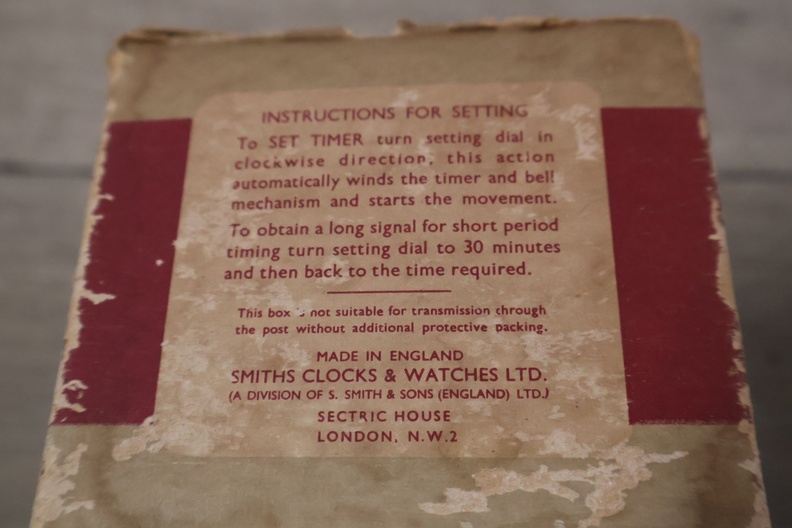 INSTRUCTIONS FOR SETTING
To SET TIMER turn setting dial in
clockwise direction, this action
automatically winds the timer and bell
mechanism and starts the movement.
To obtain a long signal for short period
timing turn setting dial to 30 minutes
and then back to the time required.
This box is not suitable for transmission through
the post without additional protective packing.
MADE IN ENGLAND
SMITHS CLOCKS & WATCHES LTD.
(A DIVISION OF S. SMITH & SONS (ENGLAND) LTD.)
SECTRIC HOUSE
LONDON, N.W.2